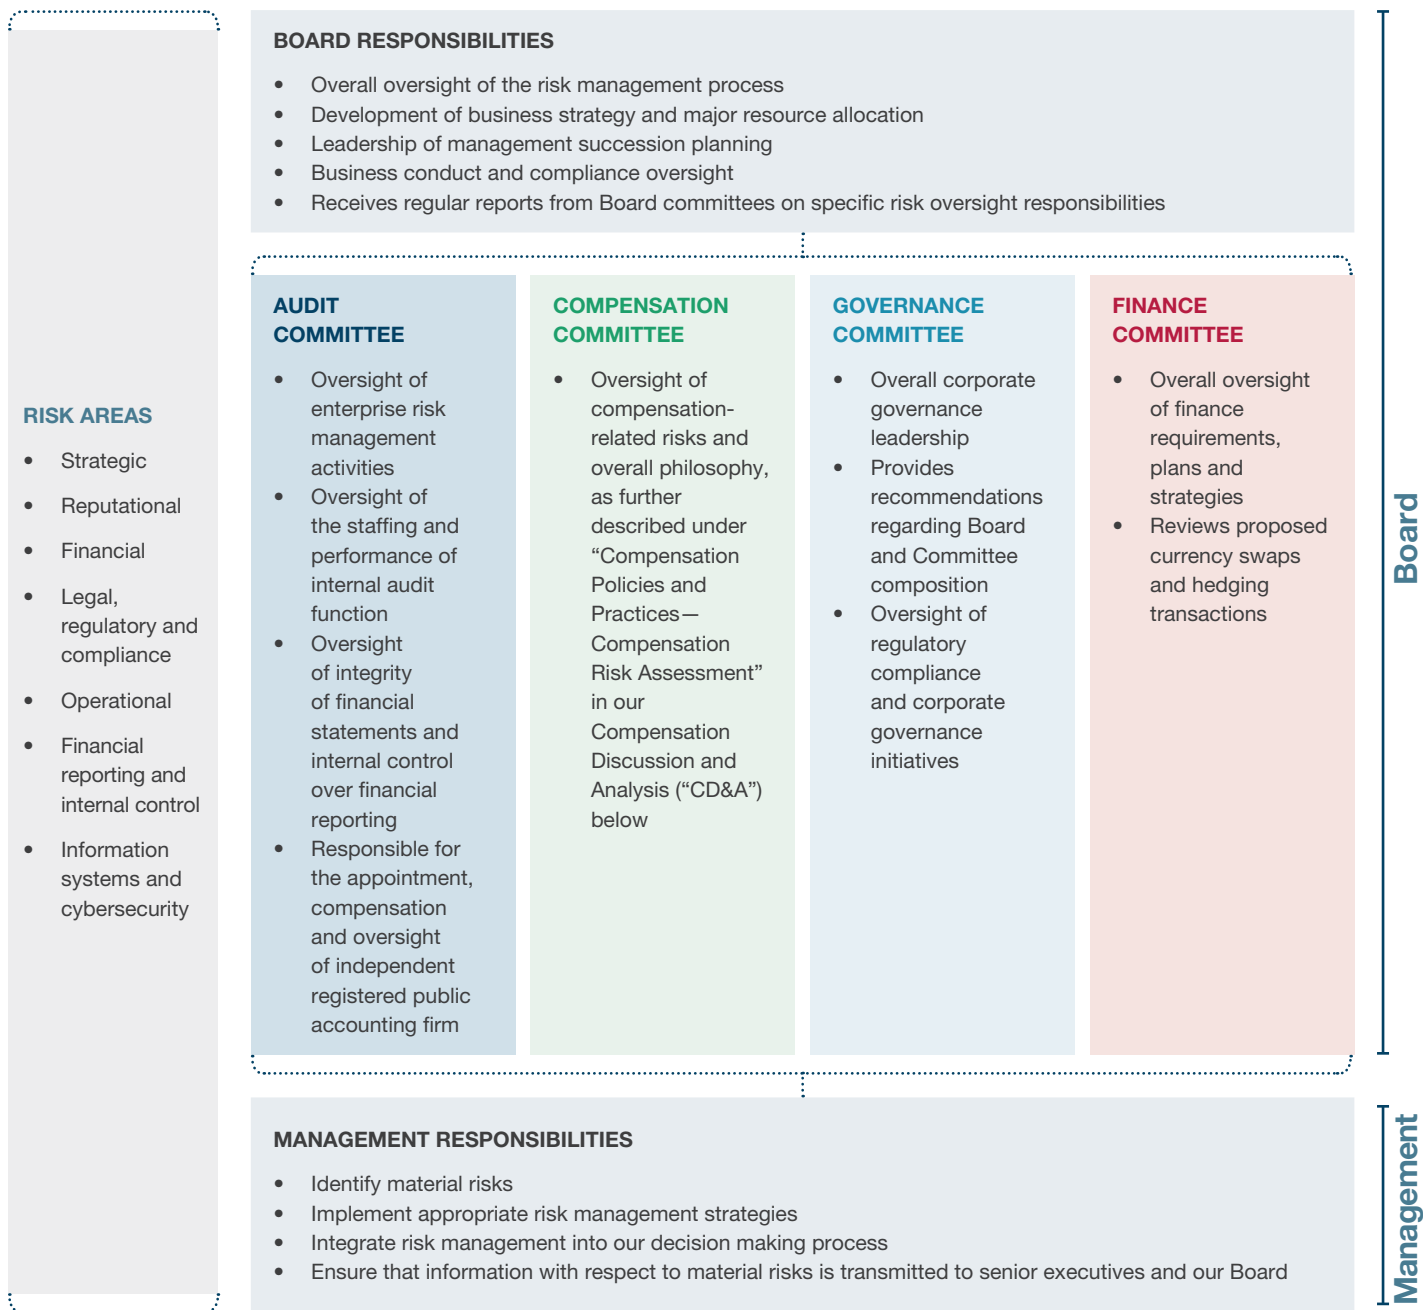 RISK AREAS
• Strategic
• Reputational
• Financial
• Legal,
regulatory and
compliance
• Operational
• Financial
reporting and
internal control
• Information
systems and
cybersecurity
BOARD RESPONSIBILITIES
• Overall oversight of the risk management process
• Development of business strategy and major resource allocation
• Leadership of management succession planning
• Business conduct and compliance oversight
• Receives regular reports from Board committees on specific risk oversight responsibilities
AUDIT
COMMITTEE
• Oversight of
enterprise risk
management
activities
• Oversight of
the staffing and
performance of
internal audit
function
• Oversight
of integrity
of financial
statements and
internal control
over financial
reporting
• Responsible for
the appointment,
compensation
and oversight
of independent
registered public
accounting firm
COMPENSATION
COMMITTEE
• Oversight of
compensation-
related risks and
overall philosophy,
as further
described under
“Compensation
Policies and
Practices—
Compensation
Risk Assessment”
in our
Compensation
Discussion and
Analysis (“CD&A”)
below
GOVERNANCE
COMMITTEE
• Overall corporate
governance
leadership
• Provides
recommendations
regarding Board
and Committee
composition
• Oversight of
regulatory
compliance
and corporate
governance
initiatives
FINANCE
COMMITTEE
• Overall oversight
of finance
requirements,
plans and
strategies
• Reviews proposed
currency swaps
and hedging
transactions
Board
MANAGEMENT RESPONSIBILITIES
• Identify material risks
• Implement appropriate risk management strategies
• Integrate risk management into our decision making process
• Ensure that information with respect to material risks is transmitted to senior executives and our Board
Management